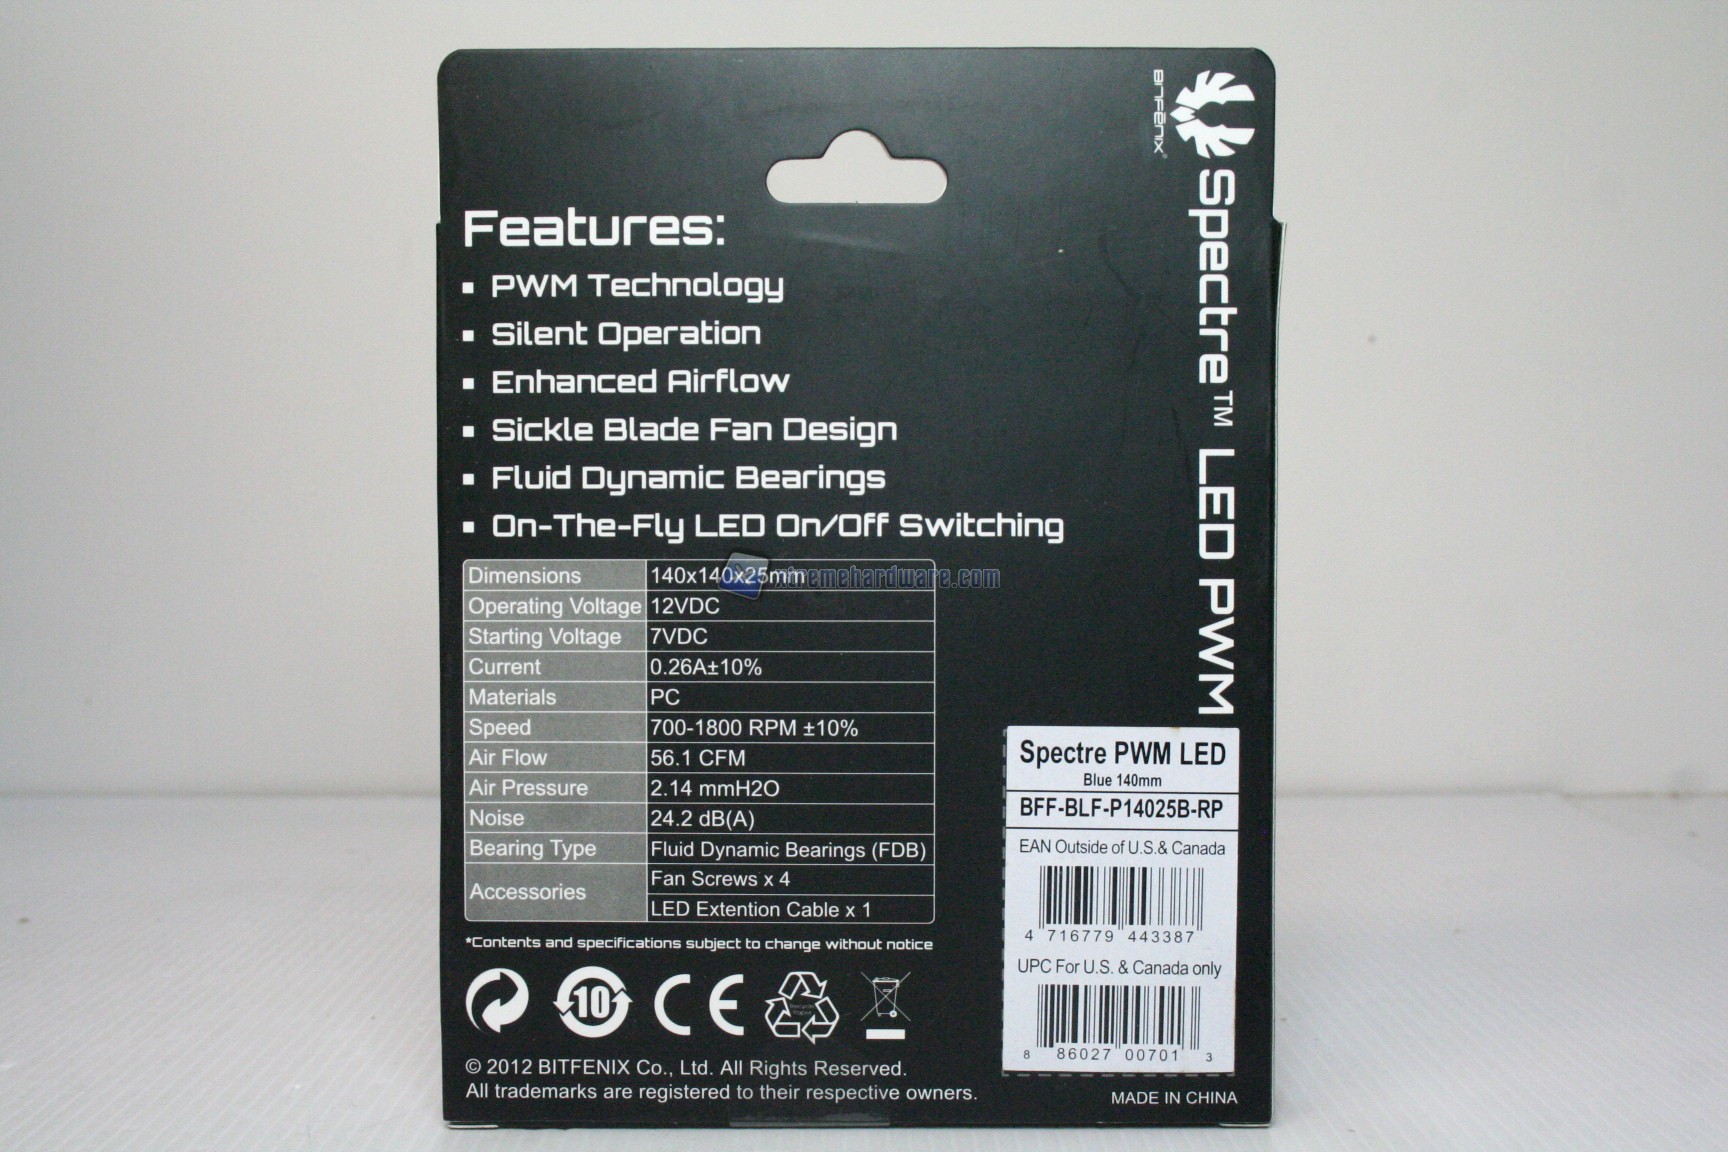 BITFENIX®
Spectre™ LED PWM
Features:
▪ PWM Technology
▪ Silent Operation
▪ Enhanced Airflow
▪ Sickle Blade Fan Design
▪ Fluid Dynamic Bearings
▪ On-The-Fly LED On/Off Switching
xtremehardware.com
Dimensions 140x140x25mm
Operating Voltage 12VDC
Starting Voltage 7VDC
Current 0.26A±10%
Materials PC
Speed 700-1800 RPM ±10%
Air Flow 56.1 CFM
Air Pressure 2.14 mmH2O
Noise 24.2 dB(A)
Bearing Type Fluid Dynamic Bearings (FDB)
Accessories Fan Screws x 4
LED Extention Cable x 1
*Contents and specifications subject to change without notice
10
CE
© 2012 BITFENIX Co., Ltd. All Rights Reserved.
All trademarks are registered to their respective owners.
Spectre PWM LED
Blue 140mm
BFF-BLF-P14025B-RP
EAN Outside of U.S.& Canada
4 716779 443387
UPC For U.S. & Canada only
8 86027 00701 3
MADE IN CHINA